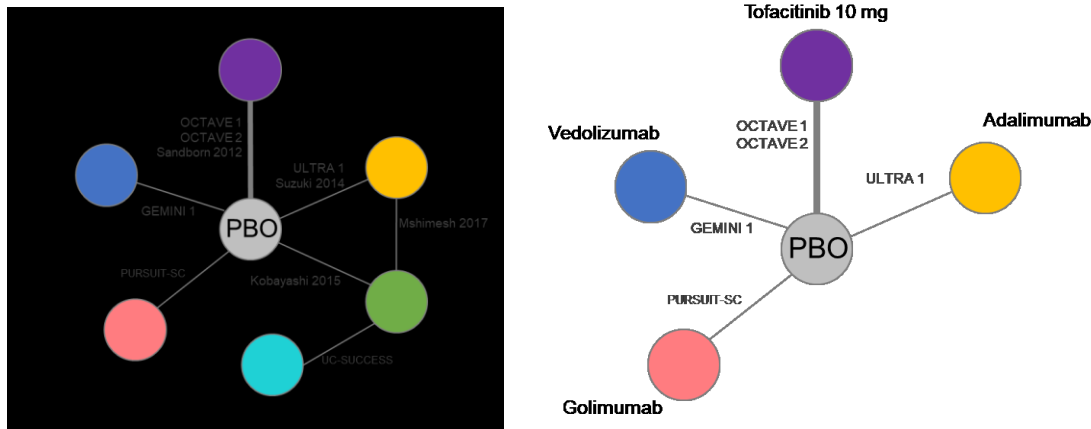 OCTAVE 1
OCTAVE 2
Sandborn 2012
ULTRA 1
Suzuki 2014
GEMINI 1
PBO
Mshimesh 2017
PURSUIT-SC
Kobayashi 2015
UC-SUCCESS
Tofacitinib 10 mg
OCTAVE 1
OCTAVE 2
Vedolizumab
Adalimumab
ULTRA 1
GEMINI 1
PBO
PURSUIT-SC
Golimumab